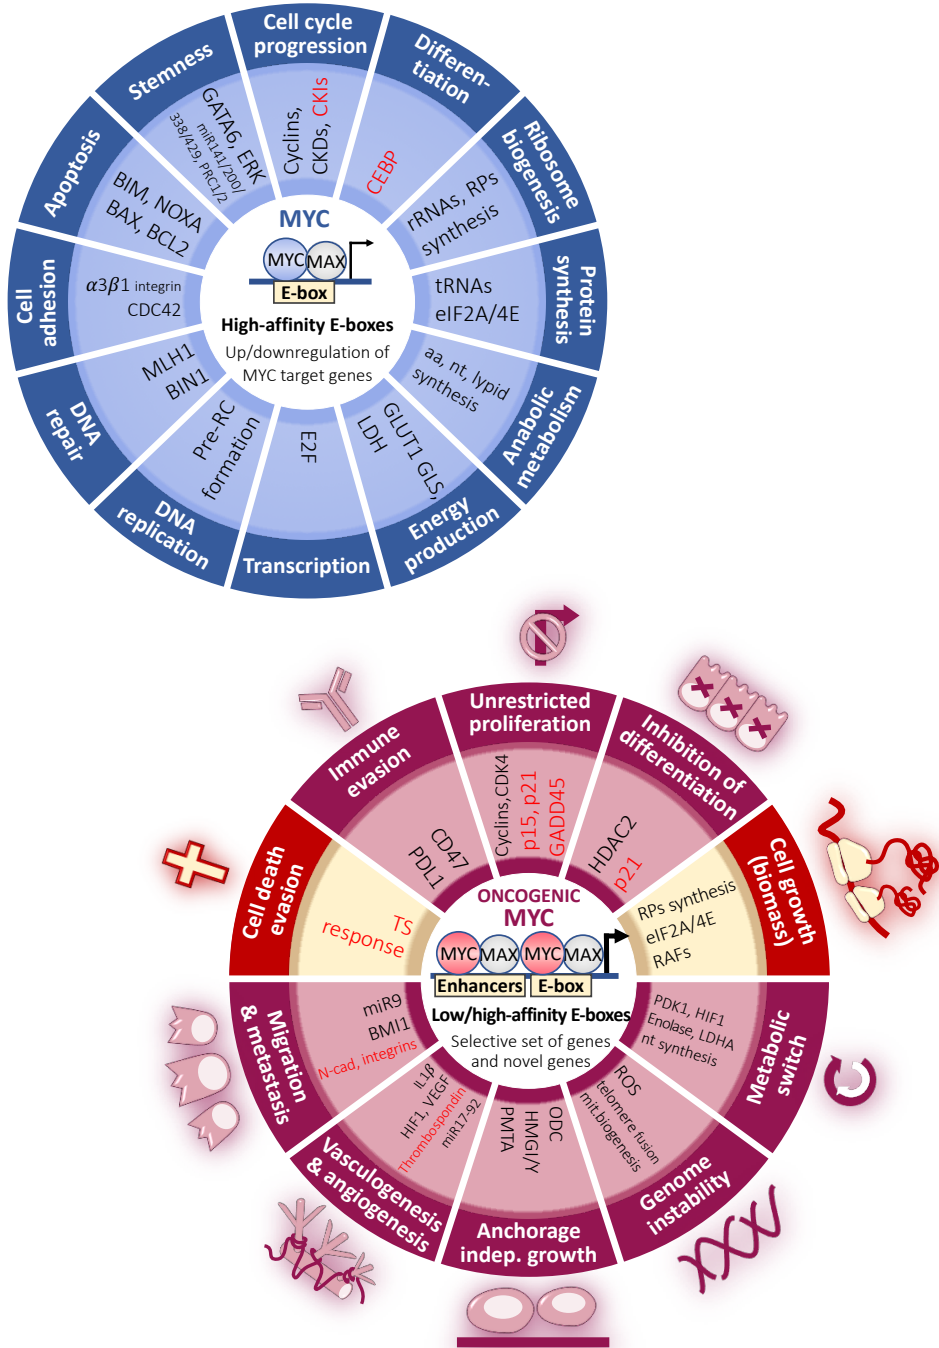 Cell cycle
progression
Cyclins,
CKDs, CKIs
Differen-
tiation
CEBP
Ribosome
biogenesis
rRNAs, RPs
synthesis
Protein
synthesis
tRNAs
eIF2A/4E
Anabolic
metabolism
aa, nt, lypid
synthesis
Energy
production
GLUT1 GLS,
LDH
Transcription
E2F
DNA
replication
Pre-RC
formation
DNA
repair
MLH1
BIN1
Cell
adhesion
α3β1 integrin
CDC42
Apoptosis
BIM, NOXA
BAX, BCL2
Stemness
GATA6, ERK
miR141/200/
338/429, PRC1/2
MYC
MYC MAX
E-box
High-affinity E-boxes
Up/downregulation of
MYC target genes
Unrestricted
proliferation
Cyclins, CDK4
p15, p21
GADD45
Inhibition of
differentiation
HDAC2
p21
Cell growth
(biomass)
RPs synthesis
eIF2A/4E
RAFs
Metabolic
switch
PDK1, HIF1
Enolase, LDHA
nt synthesis
Genome
instability
ROS
telomere fusion
mit.biogenesis
Anchorage
indep. growth
ODC
HMGI/Y
PMTA
Vasculogenesis
& angiogenesis
IL1β
HIF1, VEGF
Thrombospondin
miR17-92
Migration
& metastasis
miR9
BMI1
N-cad, integrins
Cell death
evasion
TS
response
Immune
evasion
CD47
PDL1
ONCOGENIC
MYC
MYC MAX MYC MAX
Enhancers E-box
Low/high-affinity E-boxes
Selective set of genes
and novel genes